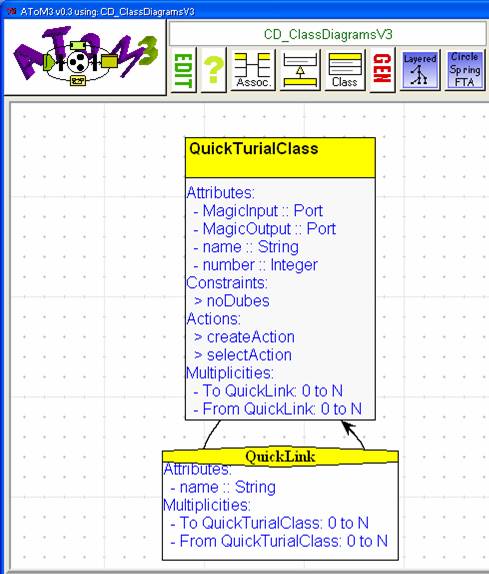 AToM3 v0.3 using: CD_ClassDiagramsV3
AToM3
CD_ClassDiagramsV3
EDIT
?
Assoc.
Class
GEN
Layered
Circle
Spring
FTA
QuickTurialClass
Attributes:
- MagicInput :: Port
- MagicOutput :: Port
- name :: String
- number :: Integer
Constraints:
> noDubes
Actions:
> createAction
> selectAction
Multiplicities:
- To QuickLink: 0 to N
- From QuickLink: 0 to N
QuickLink
Attributes:
- name :: String
Multiplicities:
- To QuickTurialClass: 0 to N
- From QuickTurialClass: 0 to N